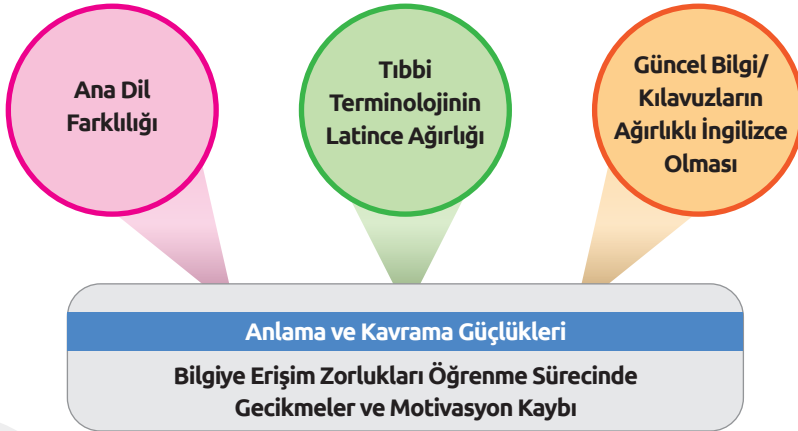 Ana Dil
Farklılığı
Tıbbi
Terminolojinin
Latince Ağırlığı
Güncel Bilgi/
Kılavuzların
Ağırlıklı İngilizce
Olması
Anlama ve Kavrama Güçlükleri
Bilgiye Erişim Zorlukları Öğrenme Sürecinde
Gecikmeler ve Motivasyon Kaybı